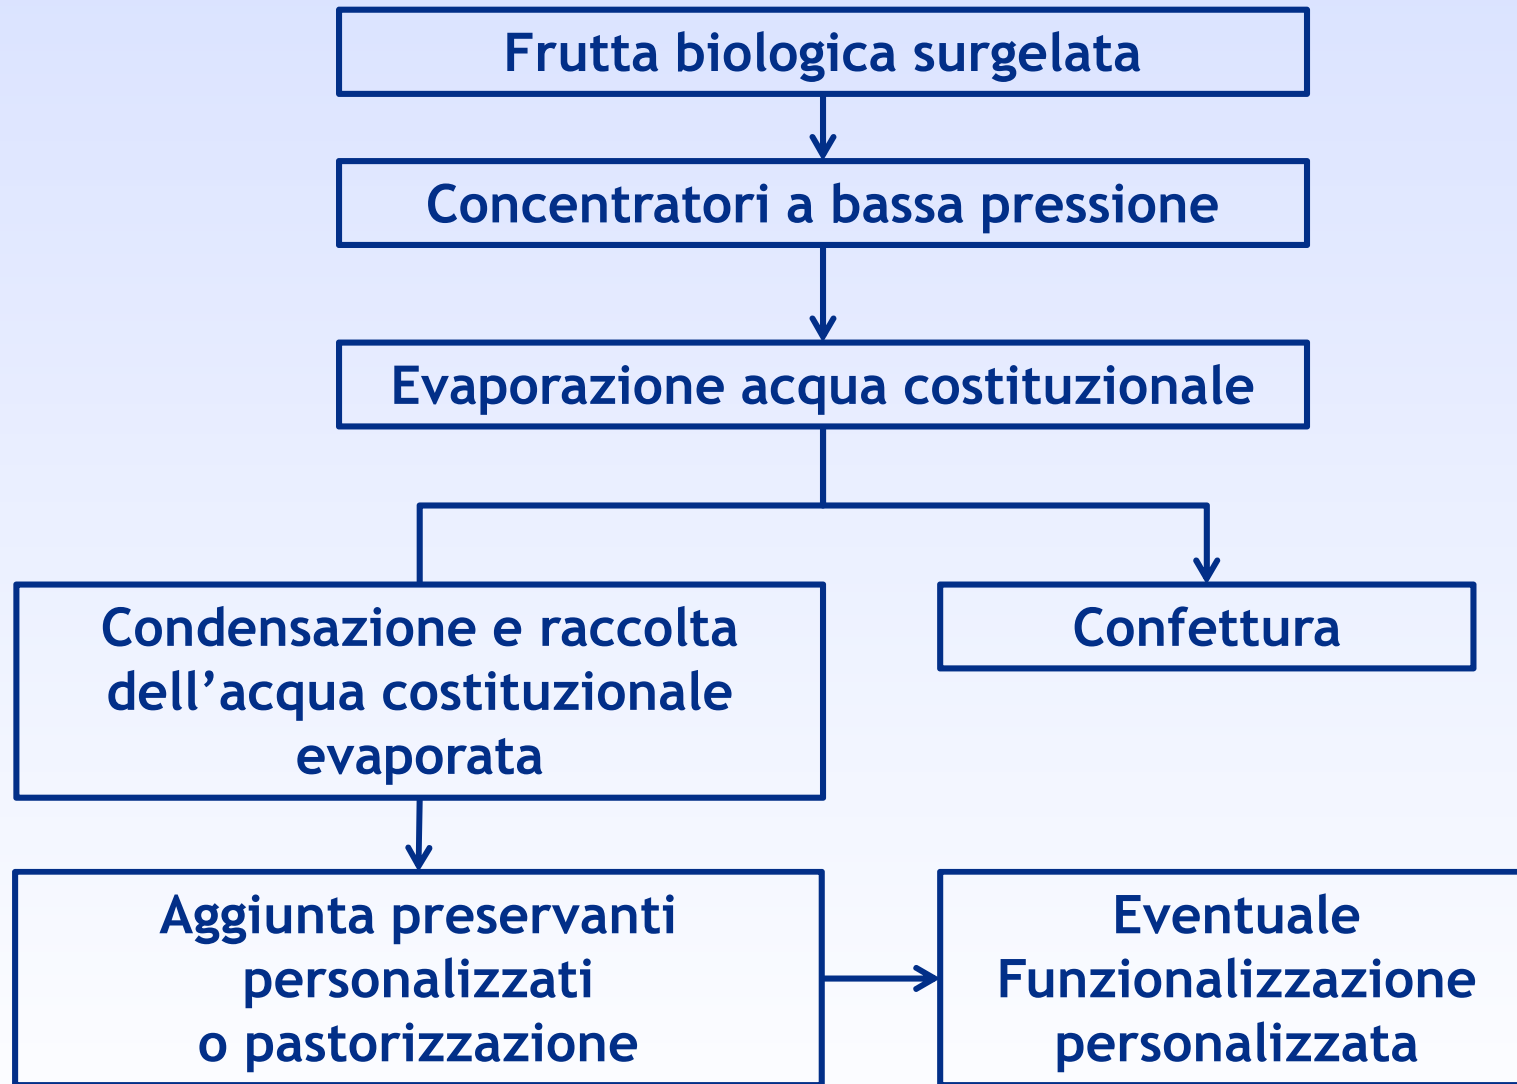 Frutta biologica surgelata
Concentratori a bassa pressione
Evaporazione acqua costituzionale
Condensazione e raccolta
dell’acqua costituzionale
evaporata
Confettura
Aggiunta preservanti
personalizzati
o pastorizzazione
Eventuale
Funzionalizzazione
personalizzata